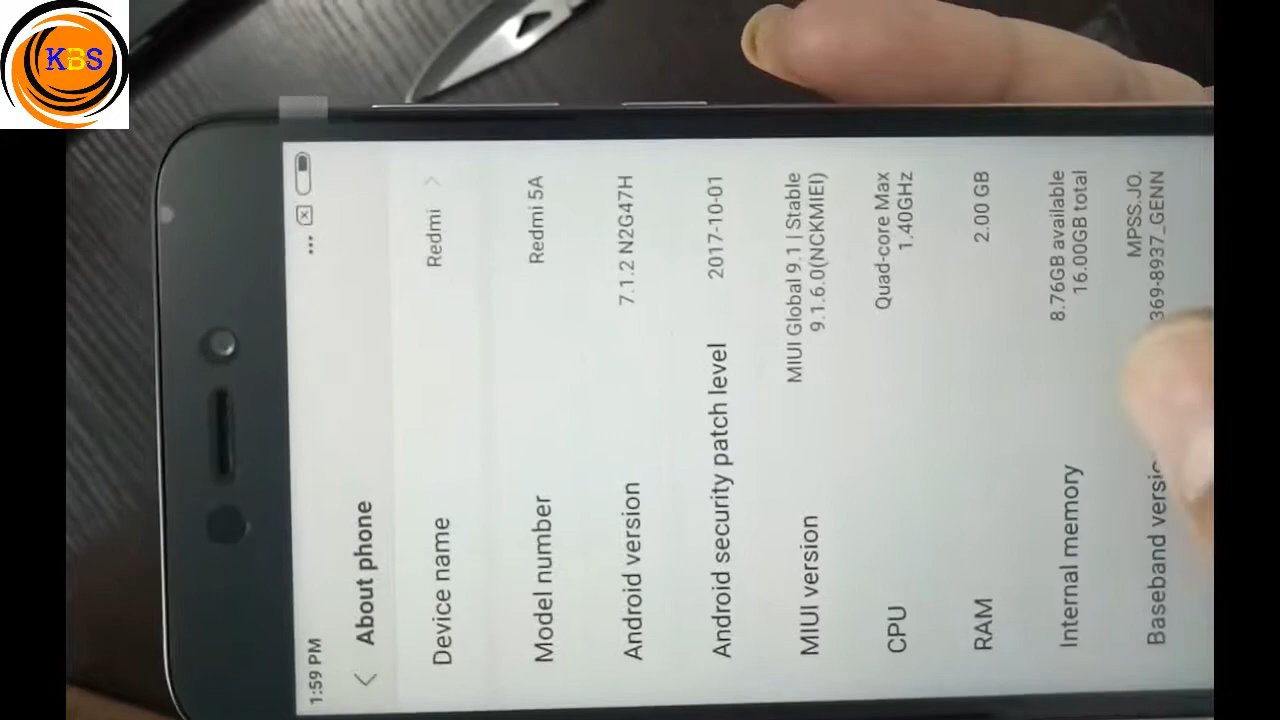 KBS
1:59 PM
About phone
Device name Redmi
Model number Redmi 5A
Android version 7.1.2 N2G47H
Android security patch level 2017-10-01
MIUI version MIUI Global 9.1 | Stable
9.1.6.0(NCKMIEI)
CPU Quad-core Max
1.40GHz
RAM 2.00 GB
Internal memory 8.76GB available
16.00GB total
Baseband MPSS.JO.
369-8937_GENN